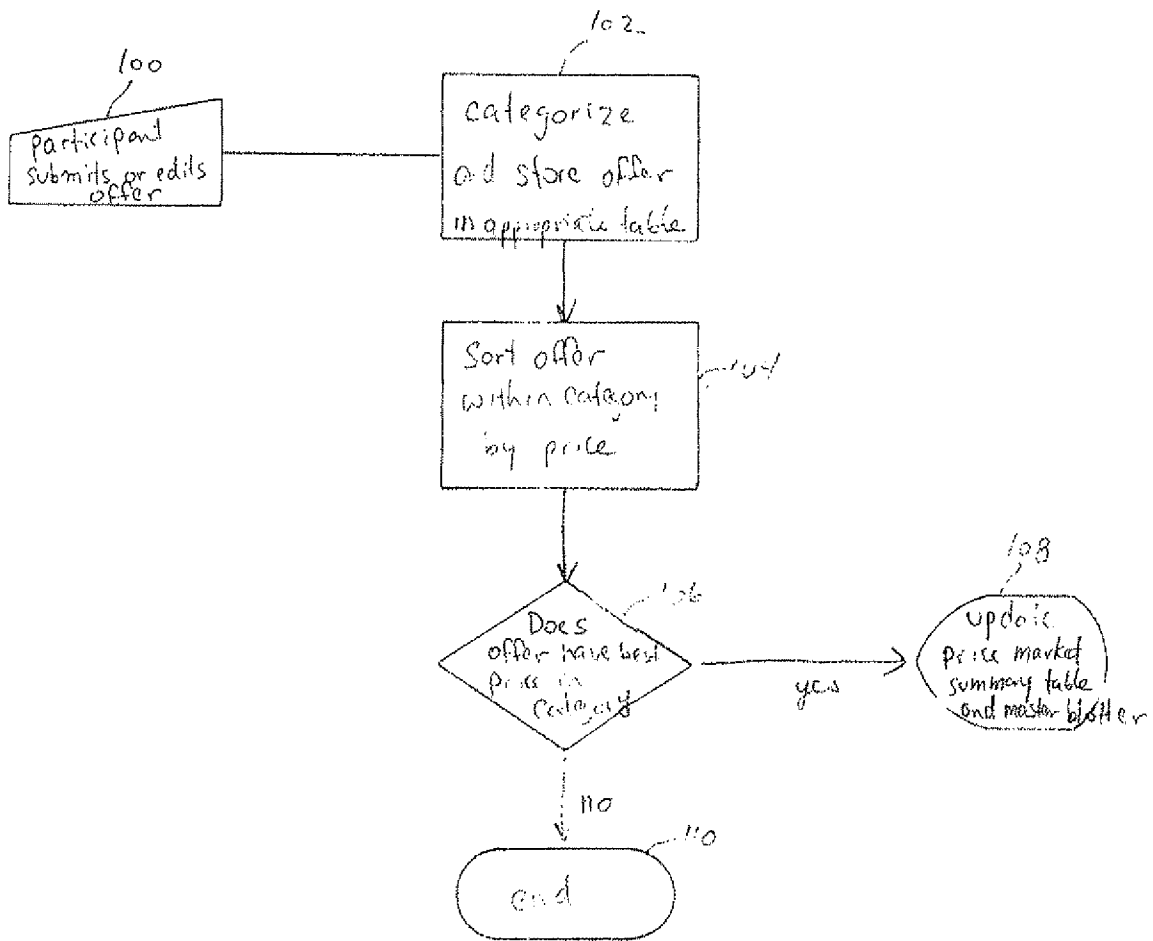 100
participant
submits or edits
offer
102
categorize
and store offer
in appropriate table
Sort offer
within category
by price
104
106
Does
offer have best
price in
category
yes
108
update
price market
summary table
and master blotter
no
110
end